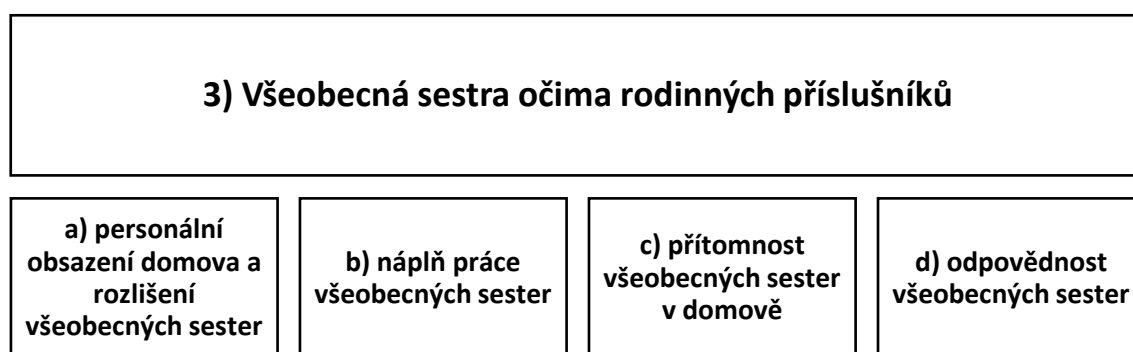 3) Všeobecná sestra očima rodinných příslušníků
a) personální
obsazení domova a
rozlišení
všeobecných sester
b) náplň práce
všeobecných sester
c) přítomnost
všeobecných sester
v domově
d) odpovědnost
všeobecných sester